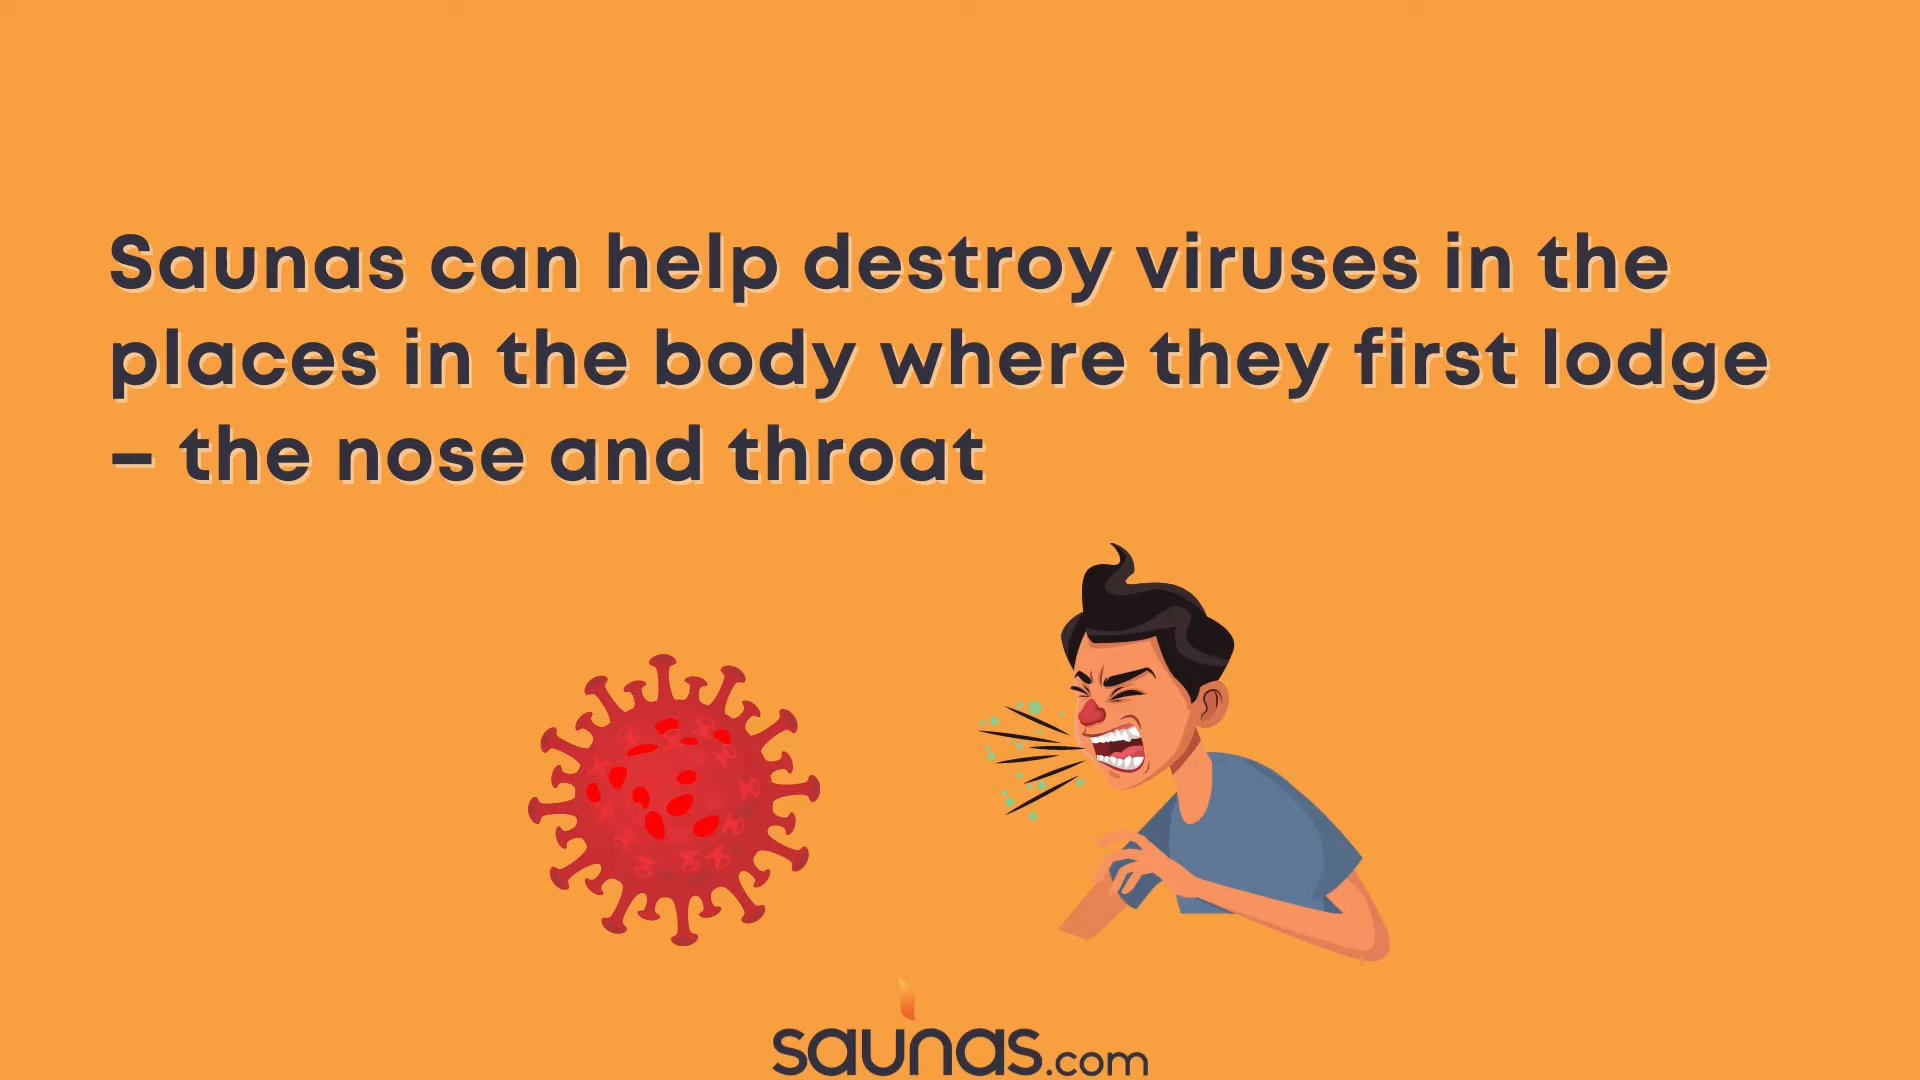 Saunas can help destroy viruses in the
places in the body where they first lodge
– the nose and throat
saunas.com